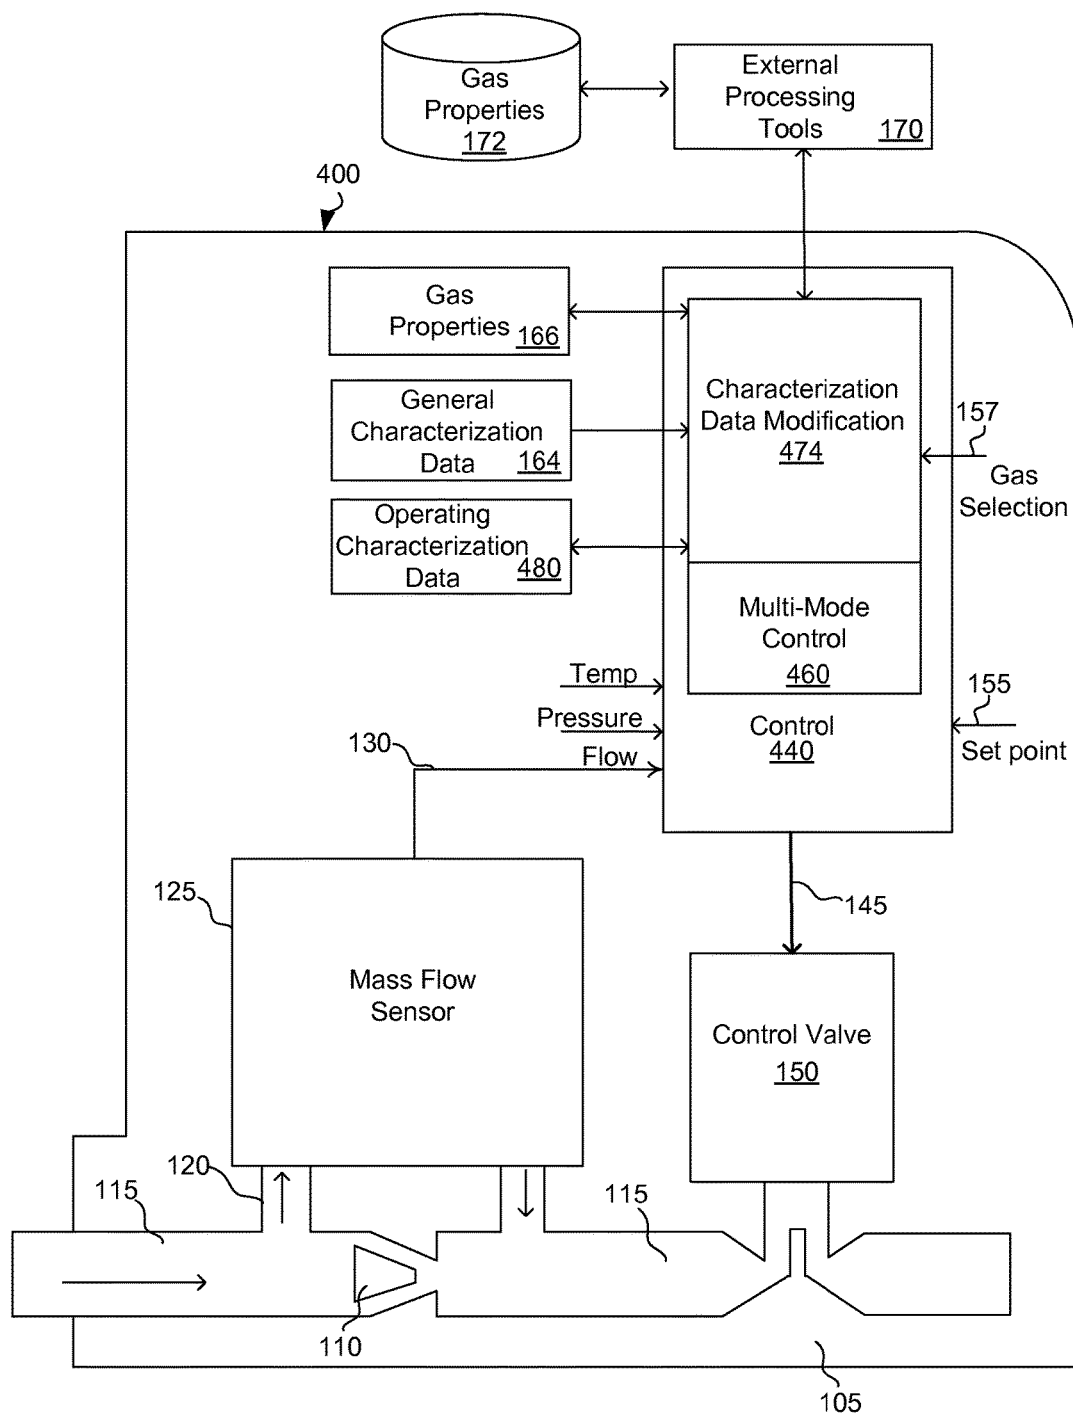 Gas
Properties
172
External
Processing
Tools 170
400
Gas
Properties 166
General
Characterization
Data 164
Operating
Characterization
Data 480
Characterization
Data Modification
474
157
Gas
Selection
Multi-Mode
Control
460
Temp
Pressure
Flow
130
Control
440
155
Set point
125
Mass Flow
Sensor
145
Control Valve
150
120
115
115
110
105